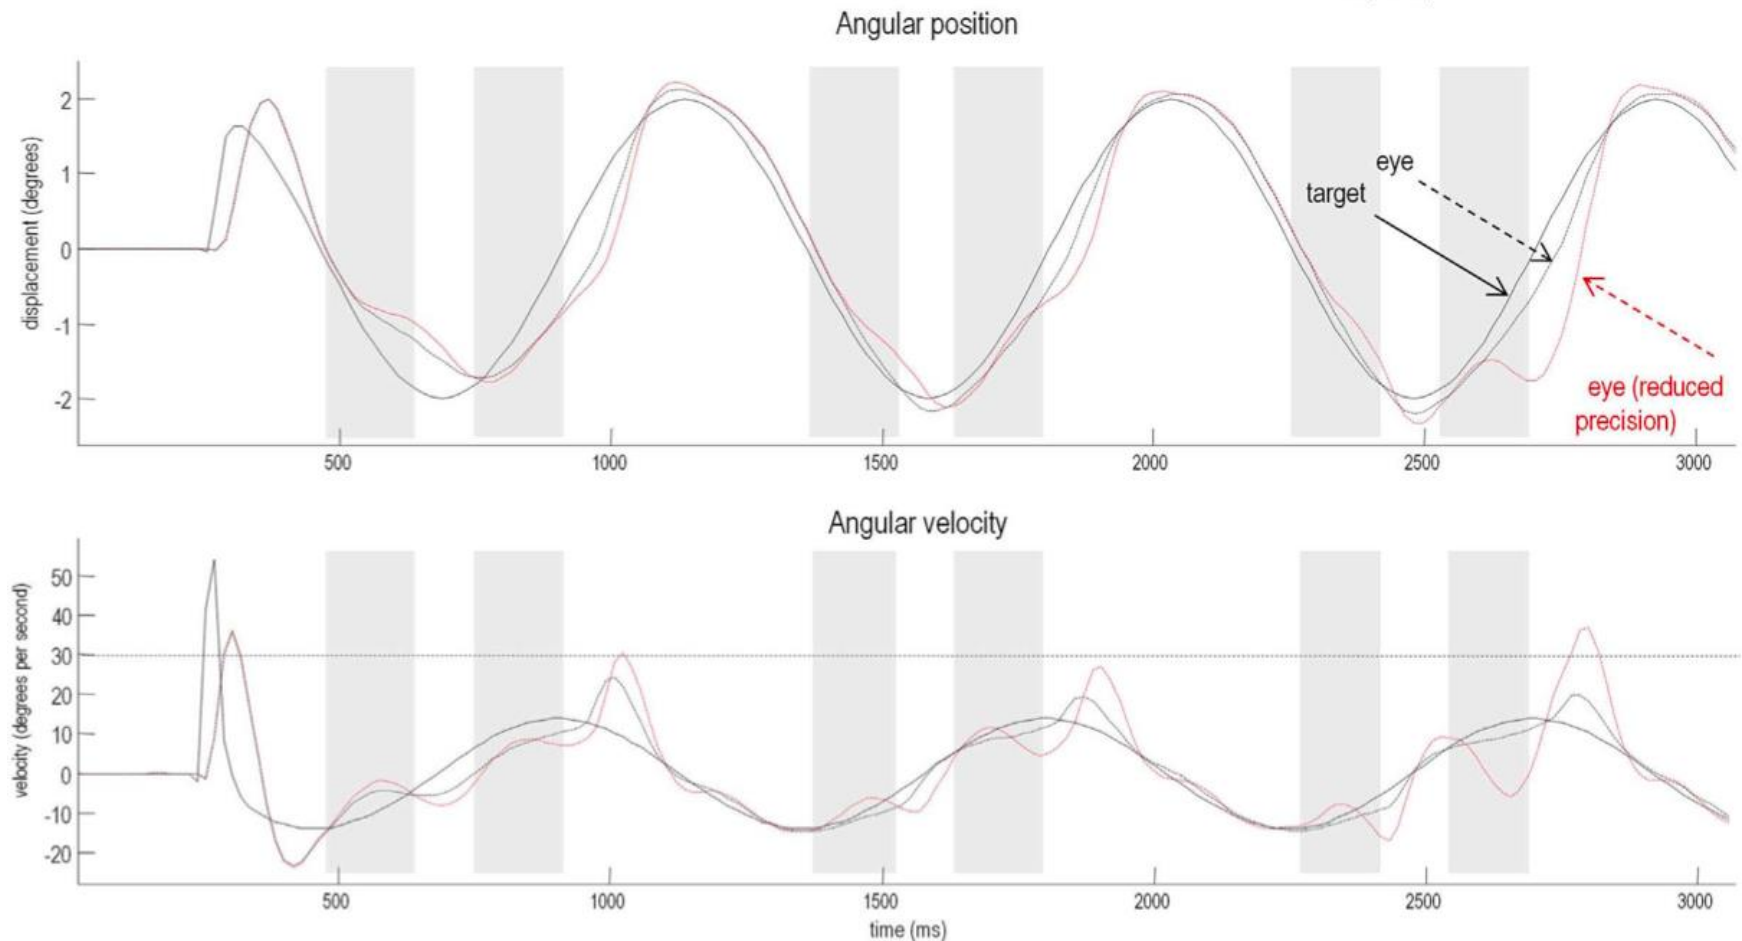 Angular position
displacement (degrees)
2
1
0
-1
-2
eye
target
eye (reduced
precision)
500 1000 1500 2000 2500 3000
Angular velocity
velocity (degrees per second)
50
40
30
20
10
0
-10
-20
500 1000 1500 2000 2500 3000
time (ms)